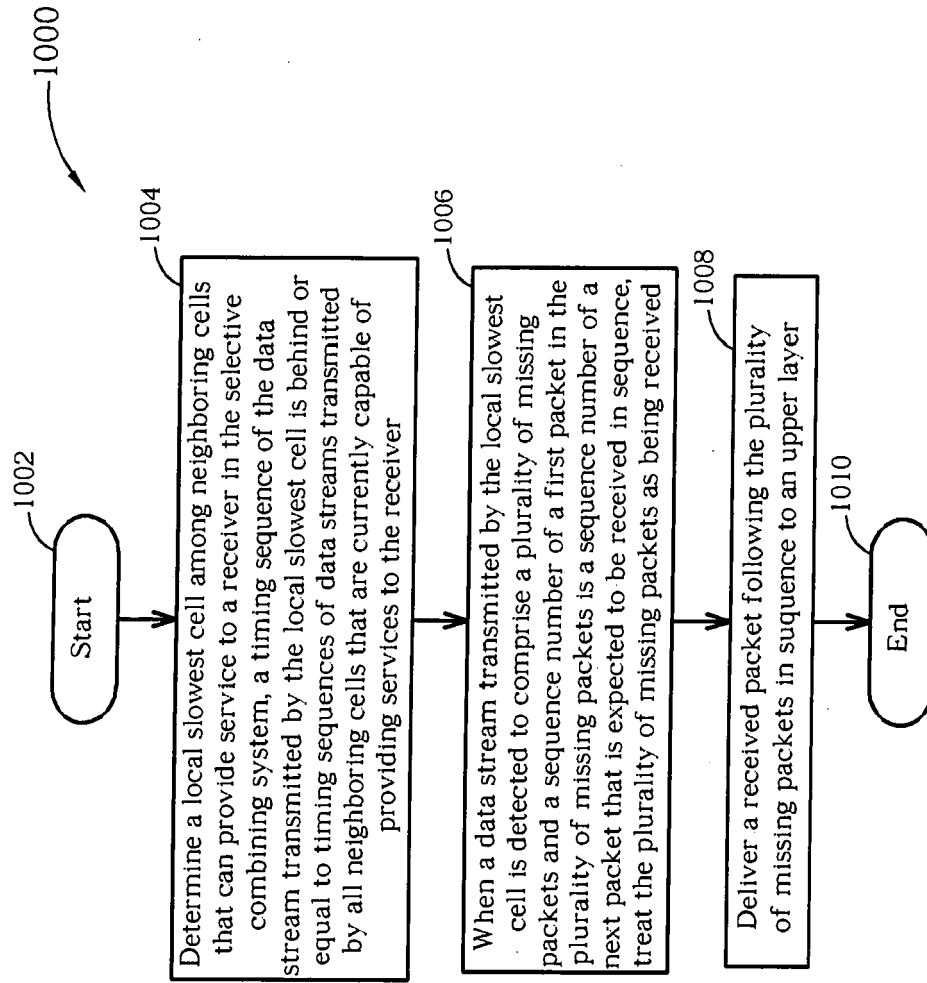 1000
1002
Start
1004
Determine a local slowest cell among neighboring cells
that can provide service to a receiver in the selective
combining system, a timing sequence of the data
stream transmitted by the local slowest cell is behind or
equal to timing sequences of data streams transmitted
by all neighboring cells that are currently capable of
providing services to the receiver
1006
When a data stream transmitted by the local slowest
cell is detected to comprise a plurality of missing
packets and a sequence number of a first packet in the
plurality of missing packets is a sequence number of a
next packet that is expected to be received in sequence,
treat the plurality of missing packets as being received
1008
Deliver a received packet following the plurality
of missing packets in suquence to an upper layer
1010
End